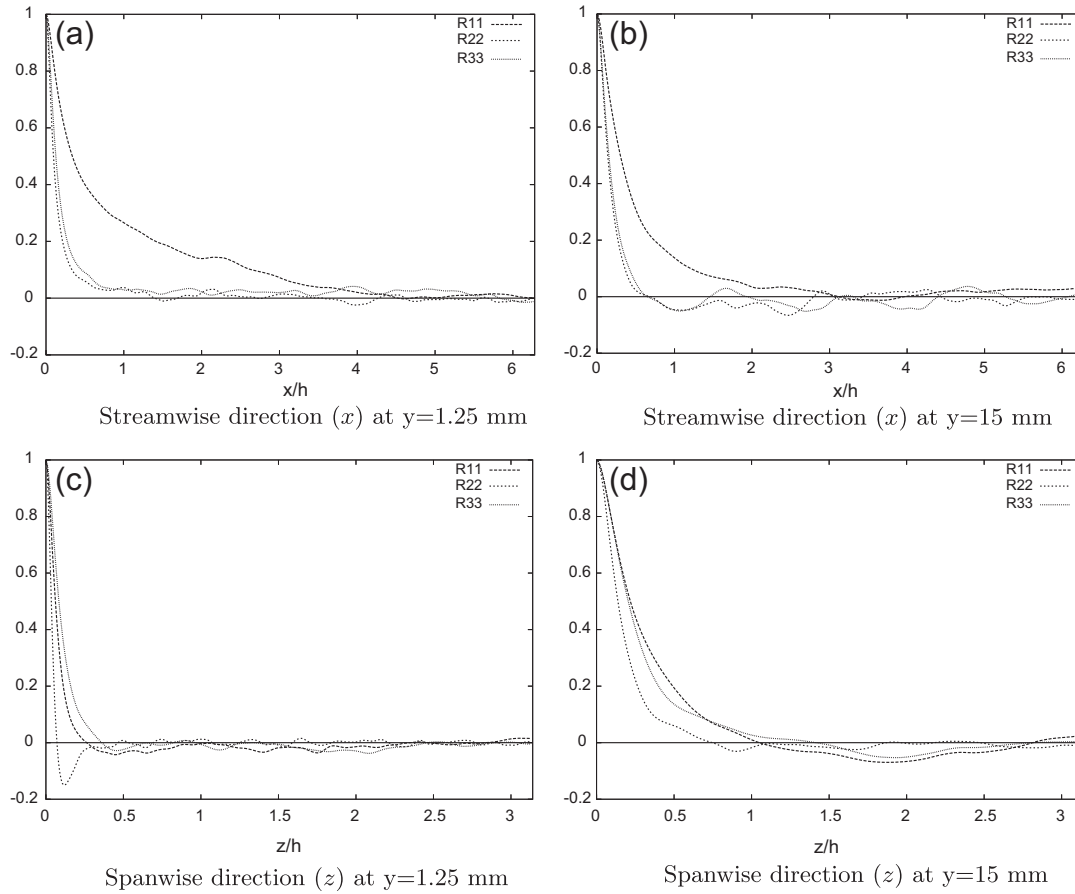 (a)
R11
R22
R33
1
0.8
0.6
0.4
0.2
0
-0.2
0 1 2 3 4 5 6
x/h
Streamwise direction (x) at y=1.25 mm
(b)
R11
R22
R33
1
0.8
0.6
0.4
0.2
0
-0.2
0 1 2 3 4 5 6
x/h
Streamwise direction (x) at y=15 mm
(c)
R11
R22
R33
1
0.8
0.6
0.4
0.2
0
-0.2
0 0.5 1 1.5 2 2.5 3
z/h
Spanwise direction (z) at y=1.25 mm
(d)
R11
R22
R33
1
0.8
0.6
0.4
0.2
0
-0.2
0 0.5 1 1.5 2 2.5 3
z/h
Spanwise direction (z) at y=15 mm